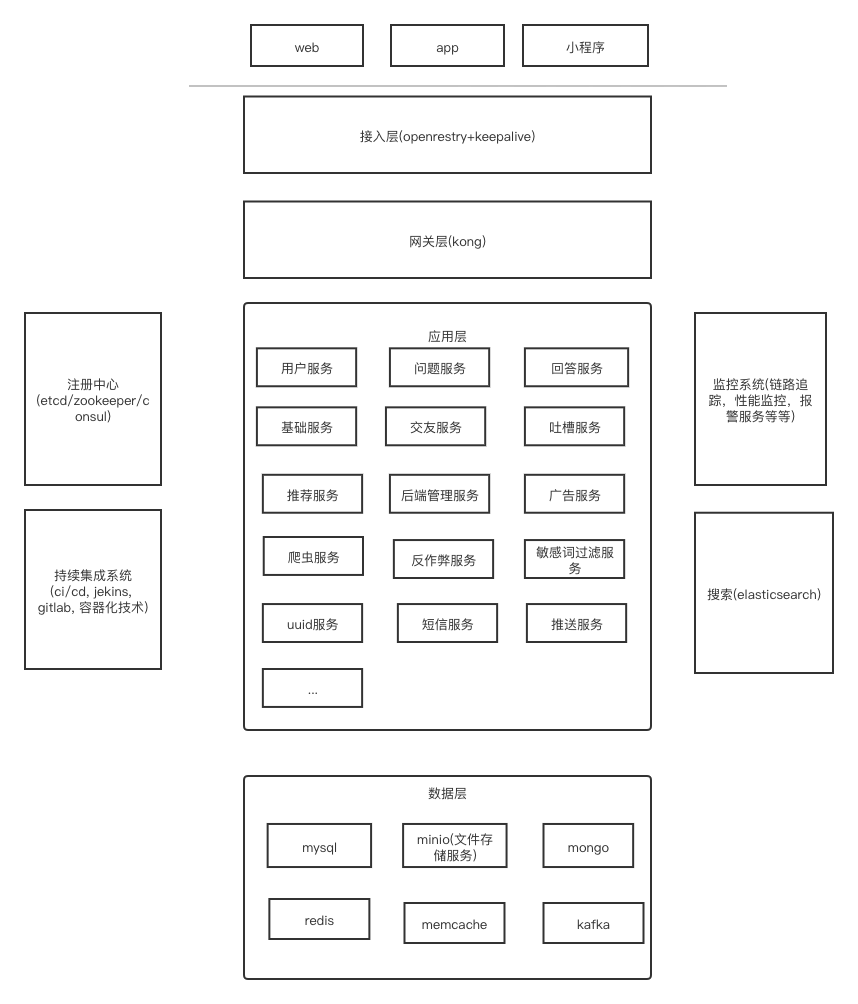 web
app
小程序
接入层(openrestry+keepalive)
网关层(kong)
注册中心
(etcd/zookeeper/c
onsul)
持续集成系统
(ci/cd, jekins,
gitlab, 容器化技术)
应用层
用户服务
问题服务
回答服务
基础服务
交友服务
吐槽服务
推荐服务
后端管理服务
广告服务
爬虫服务
反作弊服务
敏感词过滤服
务
uuid服务
短信服务
推送服务
...
监控系统(链路追
踪，性能监控，报
警服务等等)
搜索(elasticsearch)
数据层
mysql
minio(文件存
储服务)
mongo
redis
memcache
kafka